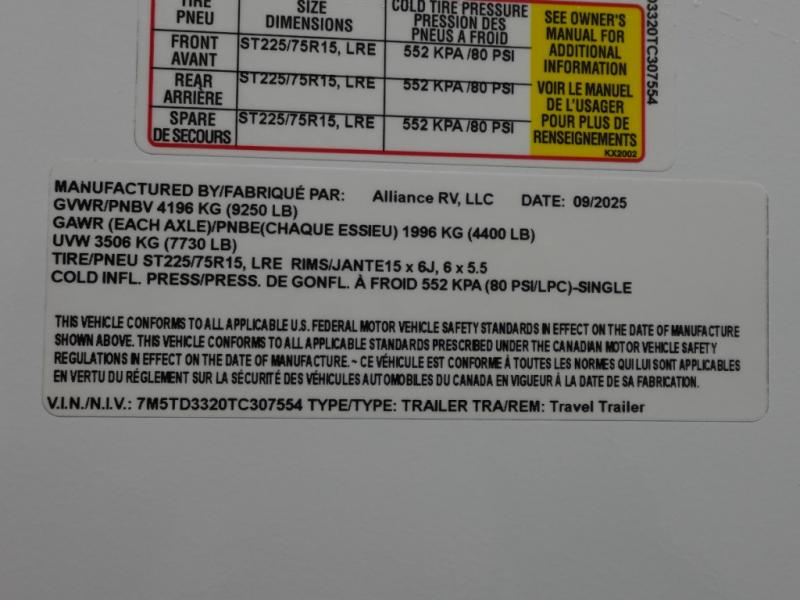 TIRE SIZE COLD TIRE PRESSURE
PNEU DIMENSIONS PRESSION DES
PNEUS A FROID
FRONT ST225/75R15, LRE 552 KPA /80 PSI
AVANT
REAR ST225/75R15, LRE 552 KPA /80 PSI
ARRIÈRE
SPARE ST225/75R15, LRE 552 KPA /80 PSI
DE SECOURS
SEE OWNER'S
MANUAL FOR
ADDITIONAL
INFORMATION
VOIR LE MANUEL
DE L'USAGER
POUR PLUS DE
RENSEIGNEMENTS
KX2002
D3320TC307554
MANUFACTURED BY/FABRIQUÉ PAR: Alliance RV, LLC DATE: 09/2025
GVWR/PNBV 4196 KG (9250 LB)
GAWR (EACH AXLE)/PNBE(CHAQUE ESSIEU) 1996 KG (4400 LB)
UVW 3506 KG (7730 LB)
TIRE/PNEU ST225/75R15, LRE RIMS/JANTE15 x 6J, 6 x 5.5
COLD INFL. PRESS/PRESS. DE GONFL. À FROID 552 KPA (80 PSI/LPC)-SINGLE
THIS VEHICLE CONFORMS TO ALL APPLICABLE U.S. FEDERAL MOTOR VEHICLE SAFETY STANDARDS IN EFFECT ON THE DATE OF MANUFACTURE
SHOWN ABOVE. THIS VEHICLE CONFORMS TO ALL APPLICABLE STANDARDS PRESCRIBED UNDER THE CANADIAN MOTOR VEHICLE SAFETY
REGULATIONS IN EFFECT ON THE DATE OF MANUFACTURE.~ CE VÉHICULE EST CONFORME À TOUTES LES NORMES QUI LUI SONT APPLICABLES
EN VERTU DU RÉGLEMENT SUR LA SÉCURITÉ DES VÉHICULES AUTOMOBILES DU CANADA EN VIGUEUR À LA DATE DE SA FABRICATION.
V.I.N./N.I.V.: 7M5TD3320TC307554 TYPE/TYPE: TRAILER TRA/REM: Travel Trailer